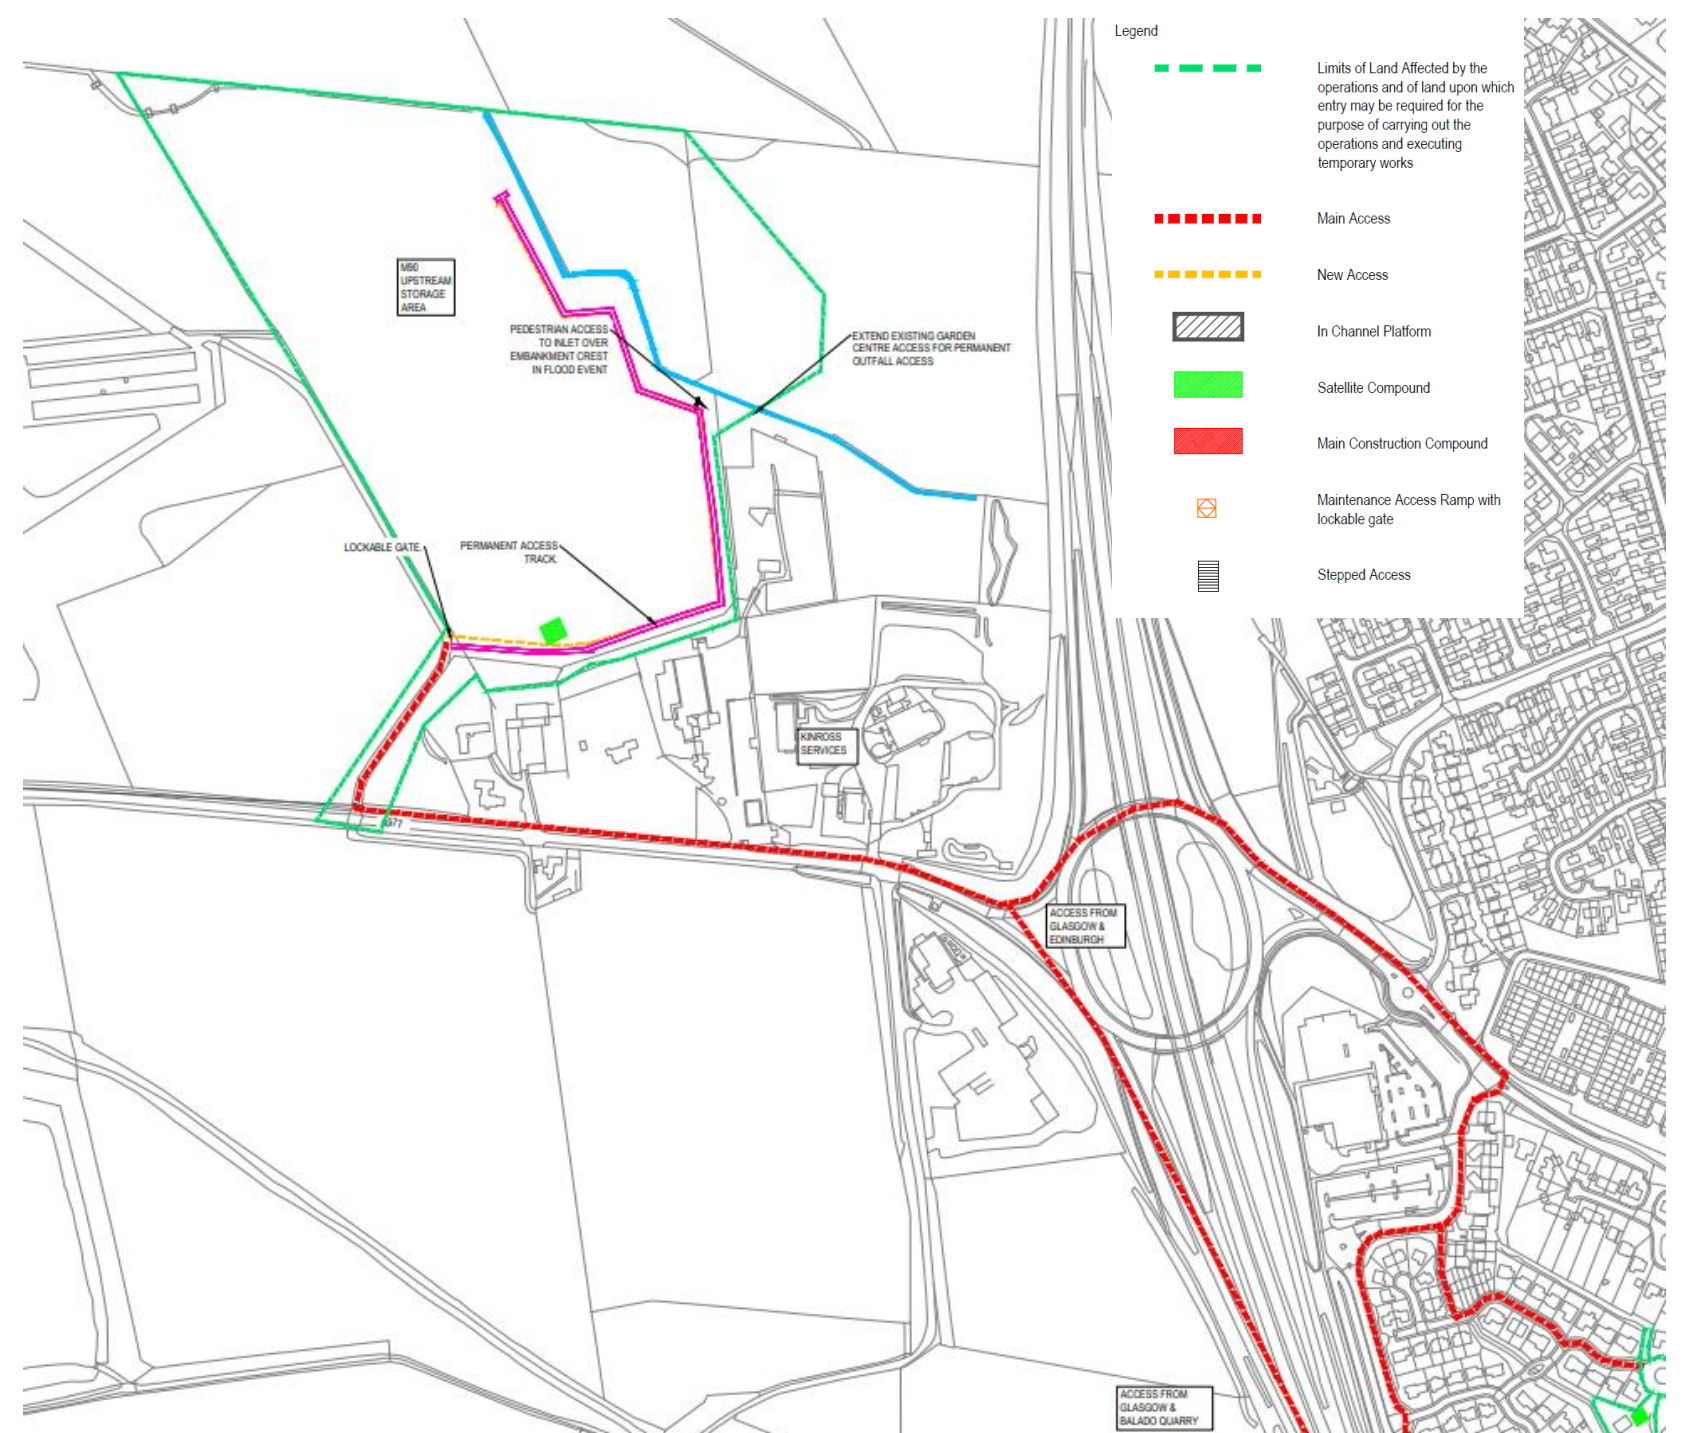 Legend
Limits of Land Affected by the
operations and of land upon which
entry may be required for the
purpose of carrying out the
operations and executing
temporary works
Main Access
New Access
In Channel Platform
Satellite Compound
Main Construction Compound
Maintenance Access Ramp with
lockable gate
Stepped Access
M90
UPSTREAM
STORAGE
AREA
PEDESTRIAN ACCESS
TO INLET OVER
EMBANKMENT CREST
IN FLOOD EVENT
EXTEND EXISTING GARDEN
CENTRE ACCESS FOR PERMANENT
OUTFALL ACCESS
LOCKABLE GATE.
PERMANENT ACCESS
TRACK.
KINROSS
SERVICES
ACCESS FROM
GLASGOW &
EDINBURGH
ACCESS FROM
GLASGOW &
BALADO QUARRY